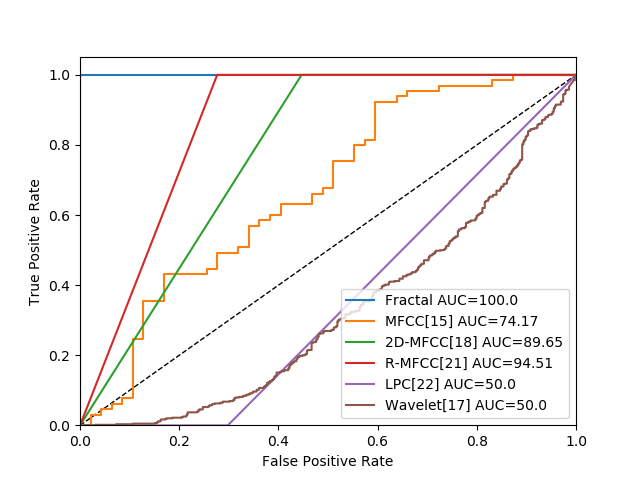 1.0
0.8
0.6
0.4
0.2
0.0
True Positive Rate
Fractal AUC=100.0
MFCC[15] AUC=74.17
2D-MFCC[18] AUC=89.65
R-MFCC[21] AUC=94.51
LPC[22] AUC=50.0
Wavelet[17] AUC=50.0
0.0 0.2 0.4 0.6 0.8 1.0
False Positive Rate